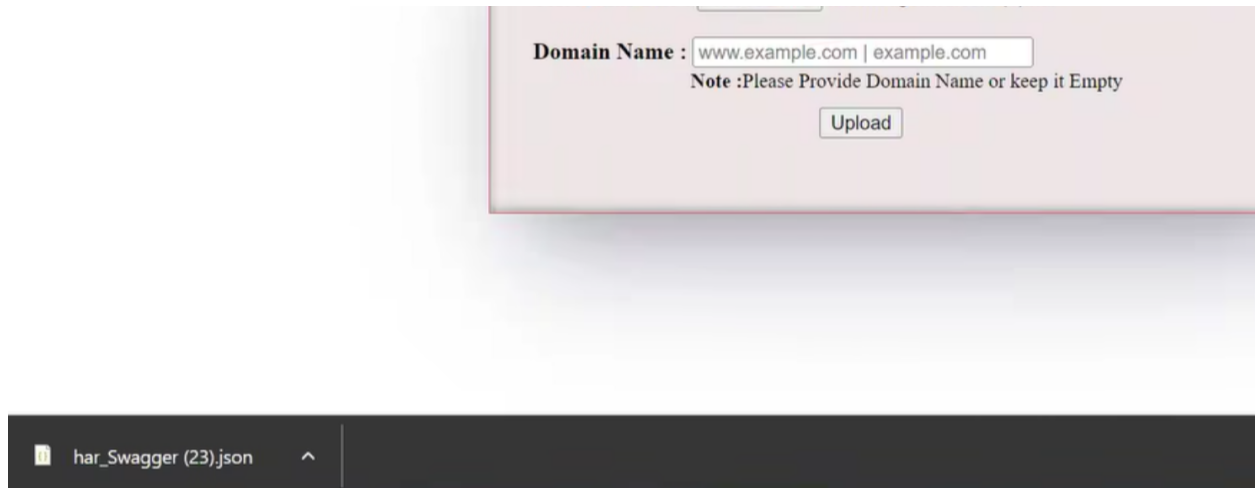 Domain Name : www.example.com | example.com
Note :Please Provide Domain Name or keep it Empty
Upload
har_Swagger (23).json